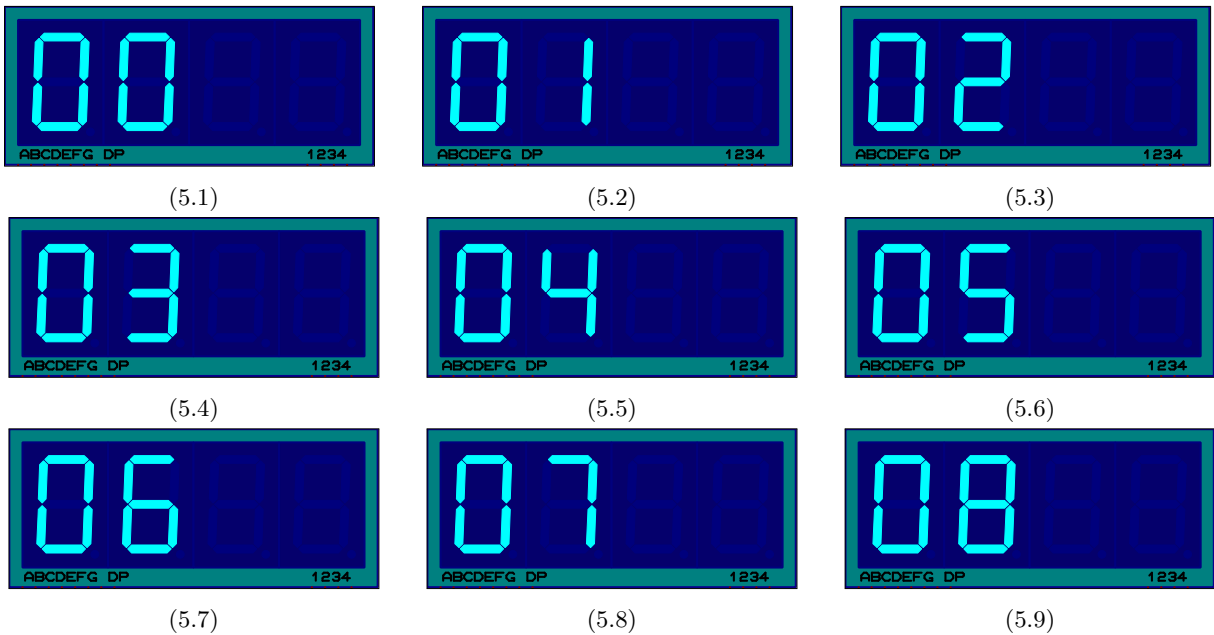 00 01 02
ABCDEFG DP 1234 ABCDEFG DP 1234 ABCDEFG DP 1234
(5.1) (5.2) (5.3)
03 04 05
ABCDEFG DP 1234 ABCDEFG DP 1234 ABCDEFG DP 1234
(5.4) (5.5) (5.6)
06 07 08
ABCDEFG DP 1234 ABCDEFG DP 1234 ABCDEFG DP 1234
(5.7) (5.8) (5.9)